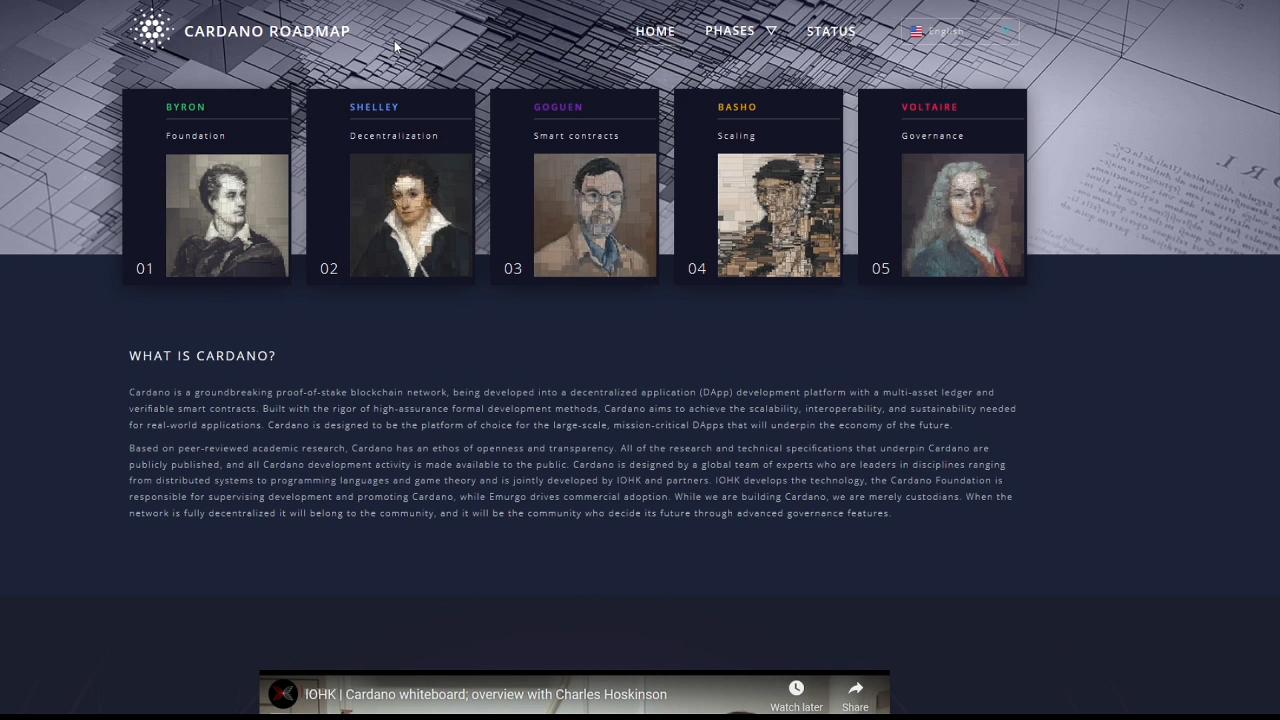 CARDANO ROADMAP
HOME
PHASES
STATUS
English
BYRON
Foundation
01
SHELLEY
Decentralization
02
GOGUEN
Smart contracts
03
BASHO
Scaling
04
VOLTAIRE
Governance
05
WHAT IS CARDANO?
Cardano is a groundbreaking proof-of-stake blockchain network, being developed into a decentralized application (DApp) development platform with a multi-asset ledger and
verifiable smart contracts. Built with the rigor of high-assurance formal development methods, Cardano aims to achieve the scalability, interoperability, and sustainability needed
for real-world applications. Cardano is designed to be the platform of choice for the large-scale, mission-critical DApps that will underpin the economy of the future.
Based on peer-reviewed academic research, Cardano has an ethos of openness and transparency. All of the research and technical specifications that underpin Cardano are
publicly published, and all Cardano development activity is made available to the public. Cardano is designed by a global team of experts who are leaders in disciplines ranging
from distributed systems to programming languages and game theory and is jointly developed by IOHK and partners. IOHK develops the technology, the Cardano Foundation is
responsible for supervising development and promoting Cardano, while Emurgo drives commercial adoption. While we are building Cardano, we are merely custodians. When the
network is fully decentralized it will belong to the community, and it will be the community who decide its future through advanced governance features.
IOHK | Cardano whiteboard; overview with Charles Hoskinson
Watch later
Share